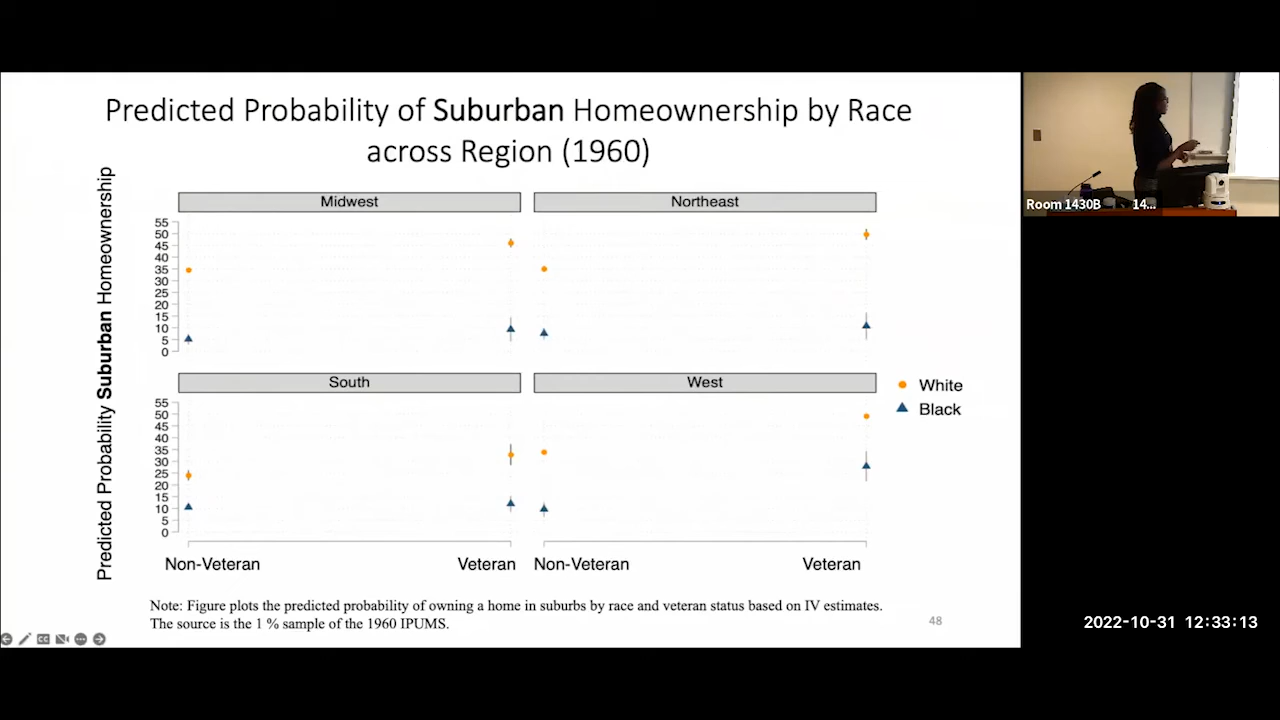 Predicted Probability of Suburban Homeownership by Race
across Region (1960)
Predicted Probability Suburban Homeownership
Midwest
Northeast
55
50
45
40
35
30
25
20
15
10
5
0
South
West
55
50
45
40
35
30
25
20
15
10
5
0
Non-Veteran
Veteran
Non-Veteran
Veteran
White
Black
Note: Figure plots the predicted probability of owning a home in suburbs by race and veteran status based on IV estimates.
The source is the 1 % sample of the 1960 IPUMS.
48
CC
Room 1430B
14...
2022-10-31 12:33:13